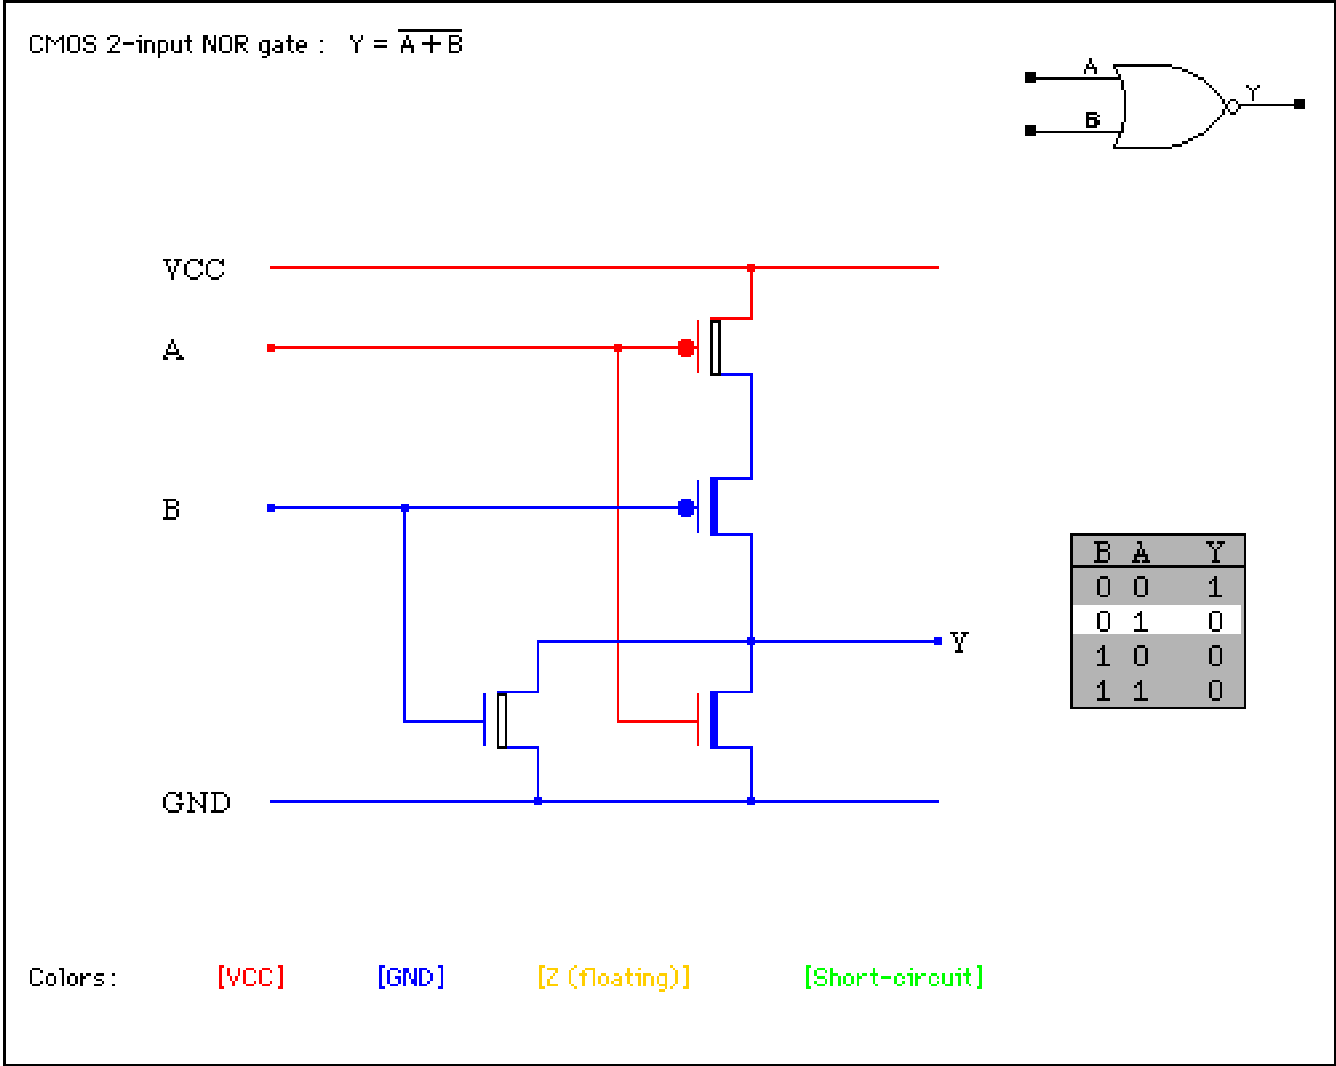 CMOS 2-input NOR gate :   Y = A + B
A
Y
B
VCC
A
B
B A Y
0 0 1
0 1 0
1 0 0
1 1 0
Y
GND
Colors : [VCC] [GND] [Z (floating)] [Short-circuit]